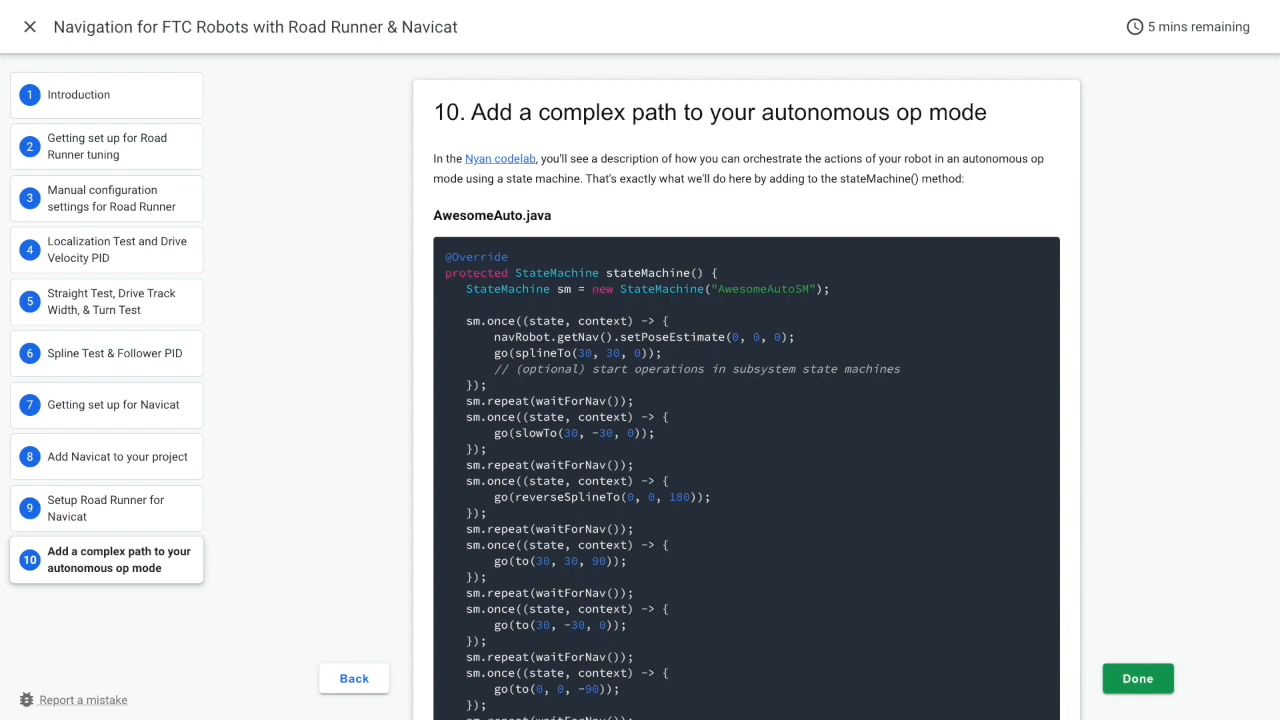 Navigation for FTC Robots with Road Runner & Navicat
5 mins remaining
1 Introduction
2 Getting set up for Road
Runner tuning
3 Manual configuration
settings for Road Runner
4 Localization Test and Drive
Velocity PID
5 Straight Test, Drive Track
Width, & Turn Test
6 Spline Test & Follower PID
7 Getting set up for Navicat
8 Add Navicat to your project
9 Setup Road Runner for
Navicat
10 Add a complex path to your
autonomous op mode
Report a mistake
10. Add a complex path to your autonomous op mode
In the Nyan codelab, you'll see a description of how you can orchestrate the actions of your robot in an autonomous op
mode using a state machine. That's exactly what we'll do here by adding to the stateMachine() method:
AwesomeAuto.java
@Override
protected StateMachine stateMachine() {
StateMachine sm = new StateMachine("AwesomeAutoSM");
sm.once((state, context) -> {
navRobot.getNav().setPoseEstimate(0, 0, 0);
go(splineTo(30, 30, 0));
// (optional) start operations in subsystem state machines
});
sm.repeat(waitForNav());
sm.once((state, context) -> {
go(slowTo(30, -30, 0));
});
sm.repeat(waitForNav());
sm.once((state, context) -> {
go(reverseSplineTo(0, 0, 180));
});
sm.repeat(waitForNav());
sm.once((state, context) -> {
go(to(30, 30, 90));
});
sm.repeat(waitForNav());
sm.once((state, context) -> {
go(to(30, -30, 0));
});
sm.repeat(waitForNav());
sm.once((state, context) -> {
go(to(0, 0, -90));
});
Back
Done